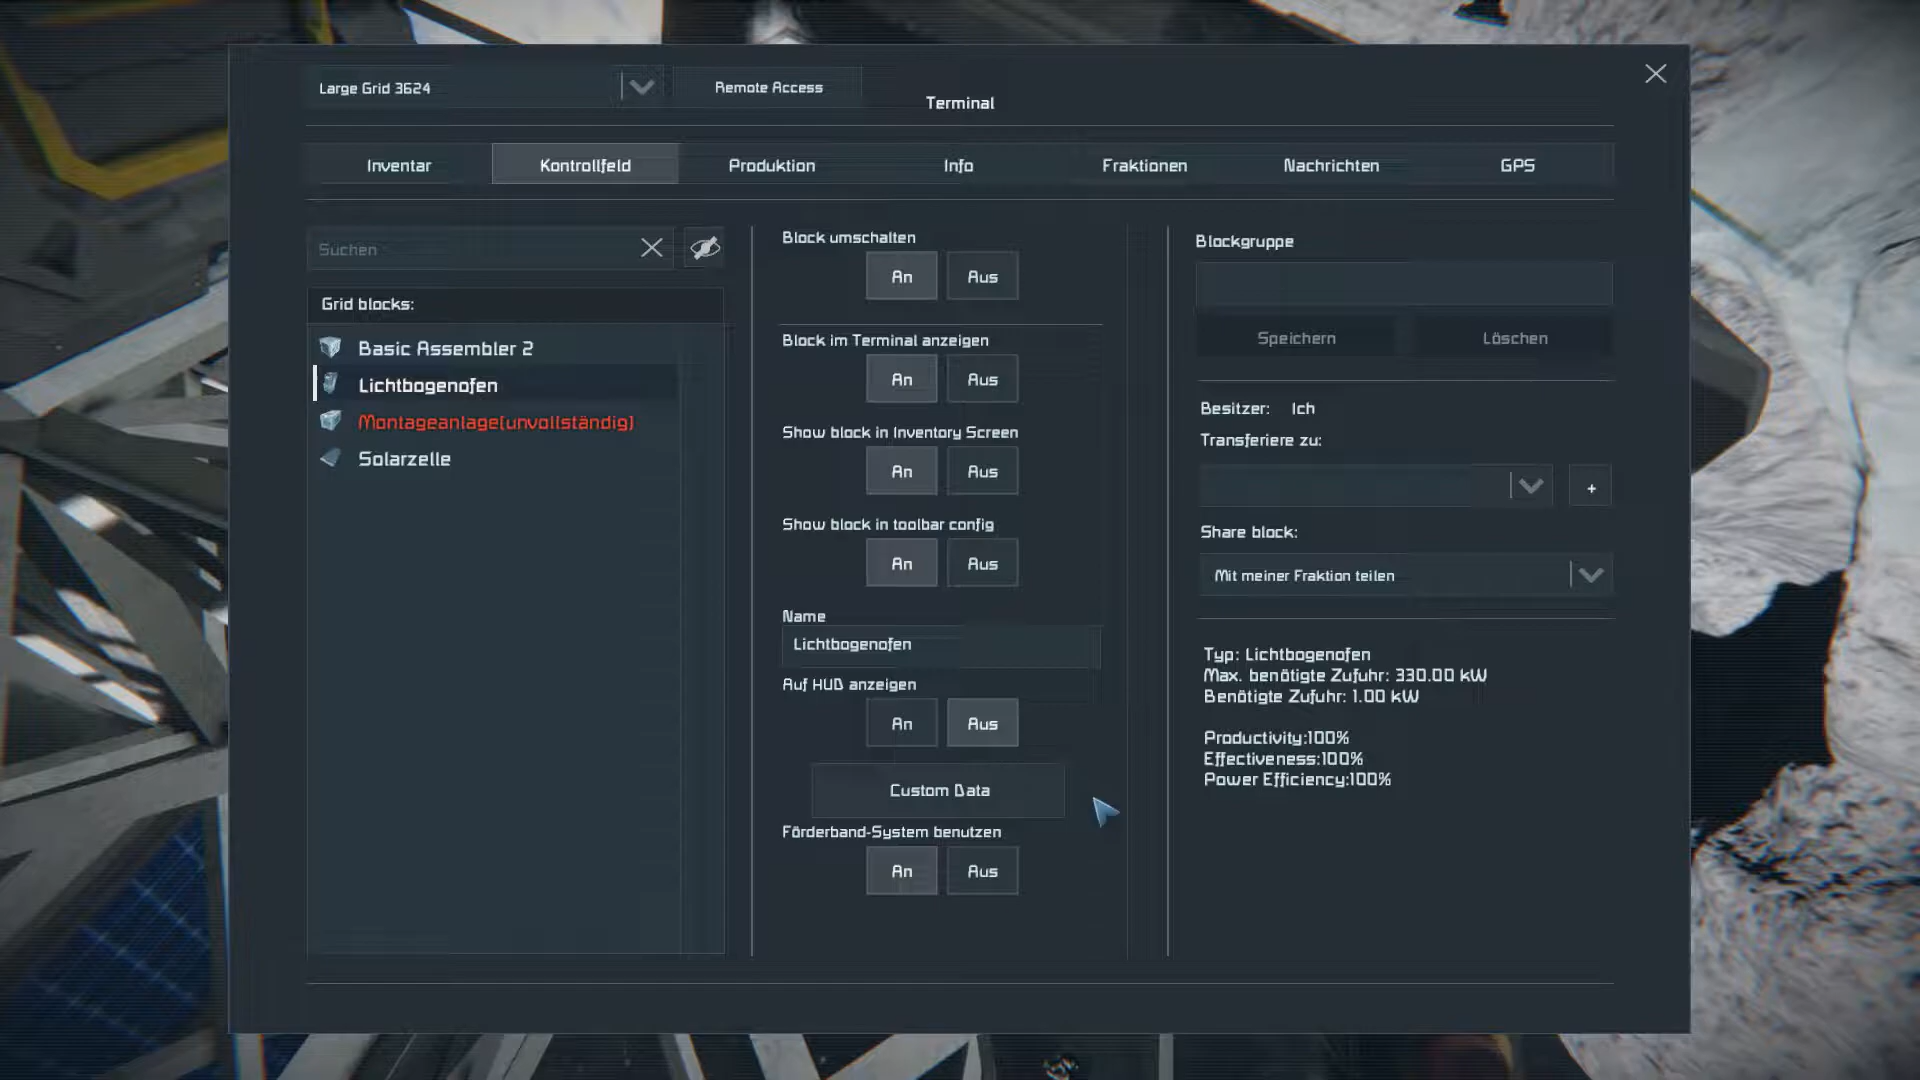 Large Grid 3624
Remote Access
Terminal
Inventar
Kontrollfeld
Produktion
Info
Fraktionen
Nachrichten
GPS
Suchen
Grid blocks:
Basic Assembler 2
Lichtbogenofen
Montageanlage(unvollständig)
Solarzelle
Block umschalten
An Aus
Block im Terminal anzeigen
An Aus
Show block in Inventory Screen
An Aus
Show block in toolbar config
An Aus
Name
Lichtbogenofen
Auf HUD anzeigen
An Aus
Custom Data
Förderband-System benutzen
An Aus
Blockgruppe
Speichern Löschen
Besitzer: Ich
Transferiere zu:
+
Share block:
Mit meiner Fraktion teilen
Typ: Lichtbogenofen
Max. benötigte Zufuhr: 330.00 kW
Benötigte Zufuhr: 1.00 kW
Productivity:100%
Effectiveness:100%
Power Efficiency:100%